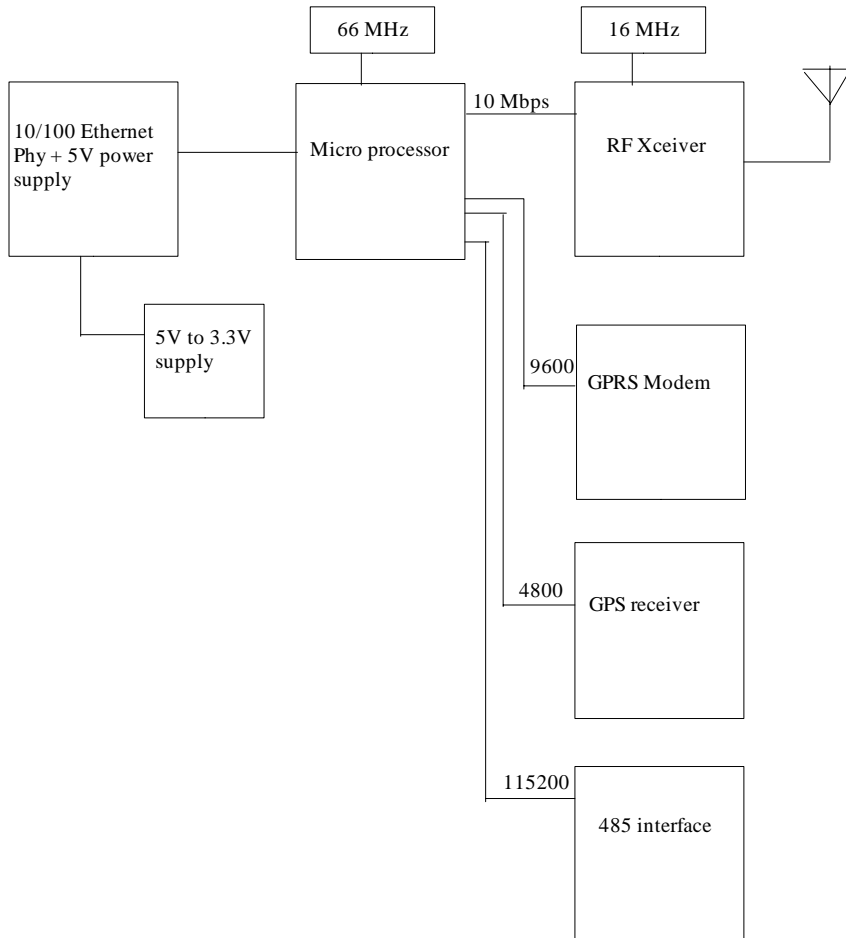 66 MHz
16 MHz
10/100 Ethernet
Phy + 5V power
supply
Micro processor
10 Mbps
RF Xceiver
5V to 3.3V
supply
9600
GPRS Modem
4800
GPS receiver
115200
485 interface